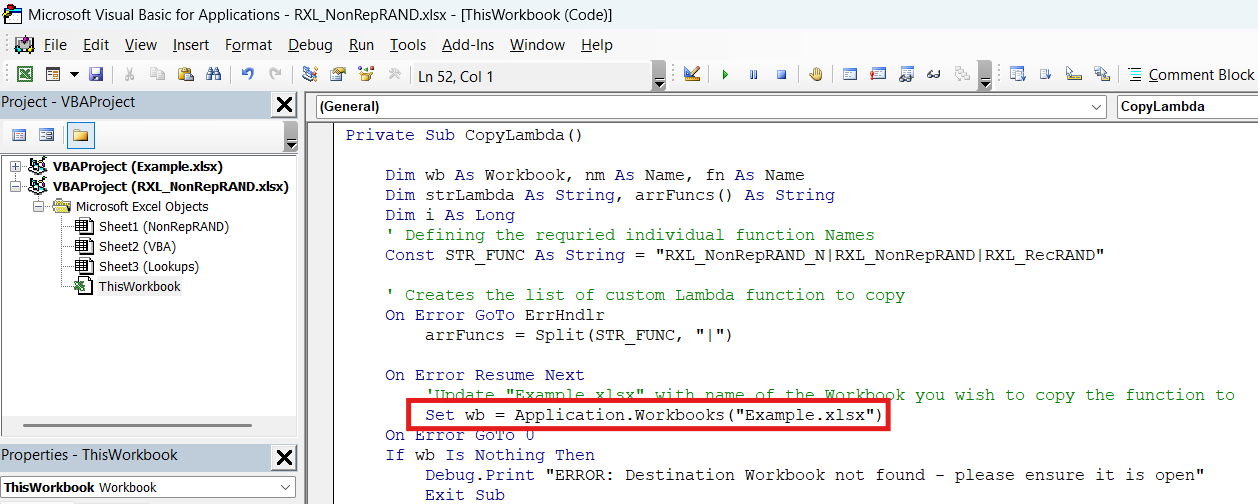 Microsoft Visual Basic for Applications - RXL_NonRepRAND.xlsx - [ThisWorkbook (Code)]
File Edit View Insert Format Debug Run Tools Add-Ins Window Help
Ln 52, Col 1
Comment Block
Project - VBAProject
VBAProject (Example.xlsx)
VBAProject (RXL_NonRepRAND.xlsx)
Microsoft Excel Objects
Sheet1 (NonRepRAND)
Sheet2 (VBA)
Sheet3 (Lookups)
ThisWorkbook
Properties - ThisWorkbook
ThisWorkbook Workbook
(General)
CopyLambda
Private Sub CopyLambda()
Dim wb As Workbook, nm As Name, fn As Name
Dim strLambda As String, arrFuncs() As String
Dim i As Long
' Defining the requried individual function Names
Const STR_FUNC As String = "RXL_NonRepRAND_N|RXL_NonRepRAND|RXL_RecRAND"
' Creates the list of custom Lambda function to copy
On Error GoTo ErrHndlr
arrFuncs = Split(STR_FUNC, "|")
On Error Resume Next
'Update "Example.xlsx" with name of the Workbook you wish to copy the function to
Set wb = Application.Workbooks("Example.xlsx")
On Error GoTo 0
If wb Is Nothing Then
Debug.Print "ERROR: Destination Workbook not found - please ensure it is open"
Exit Sub